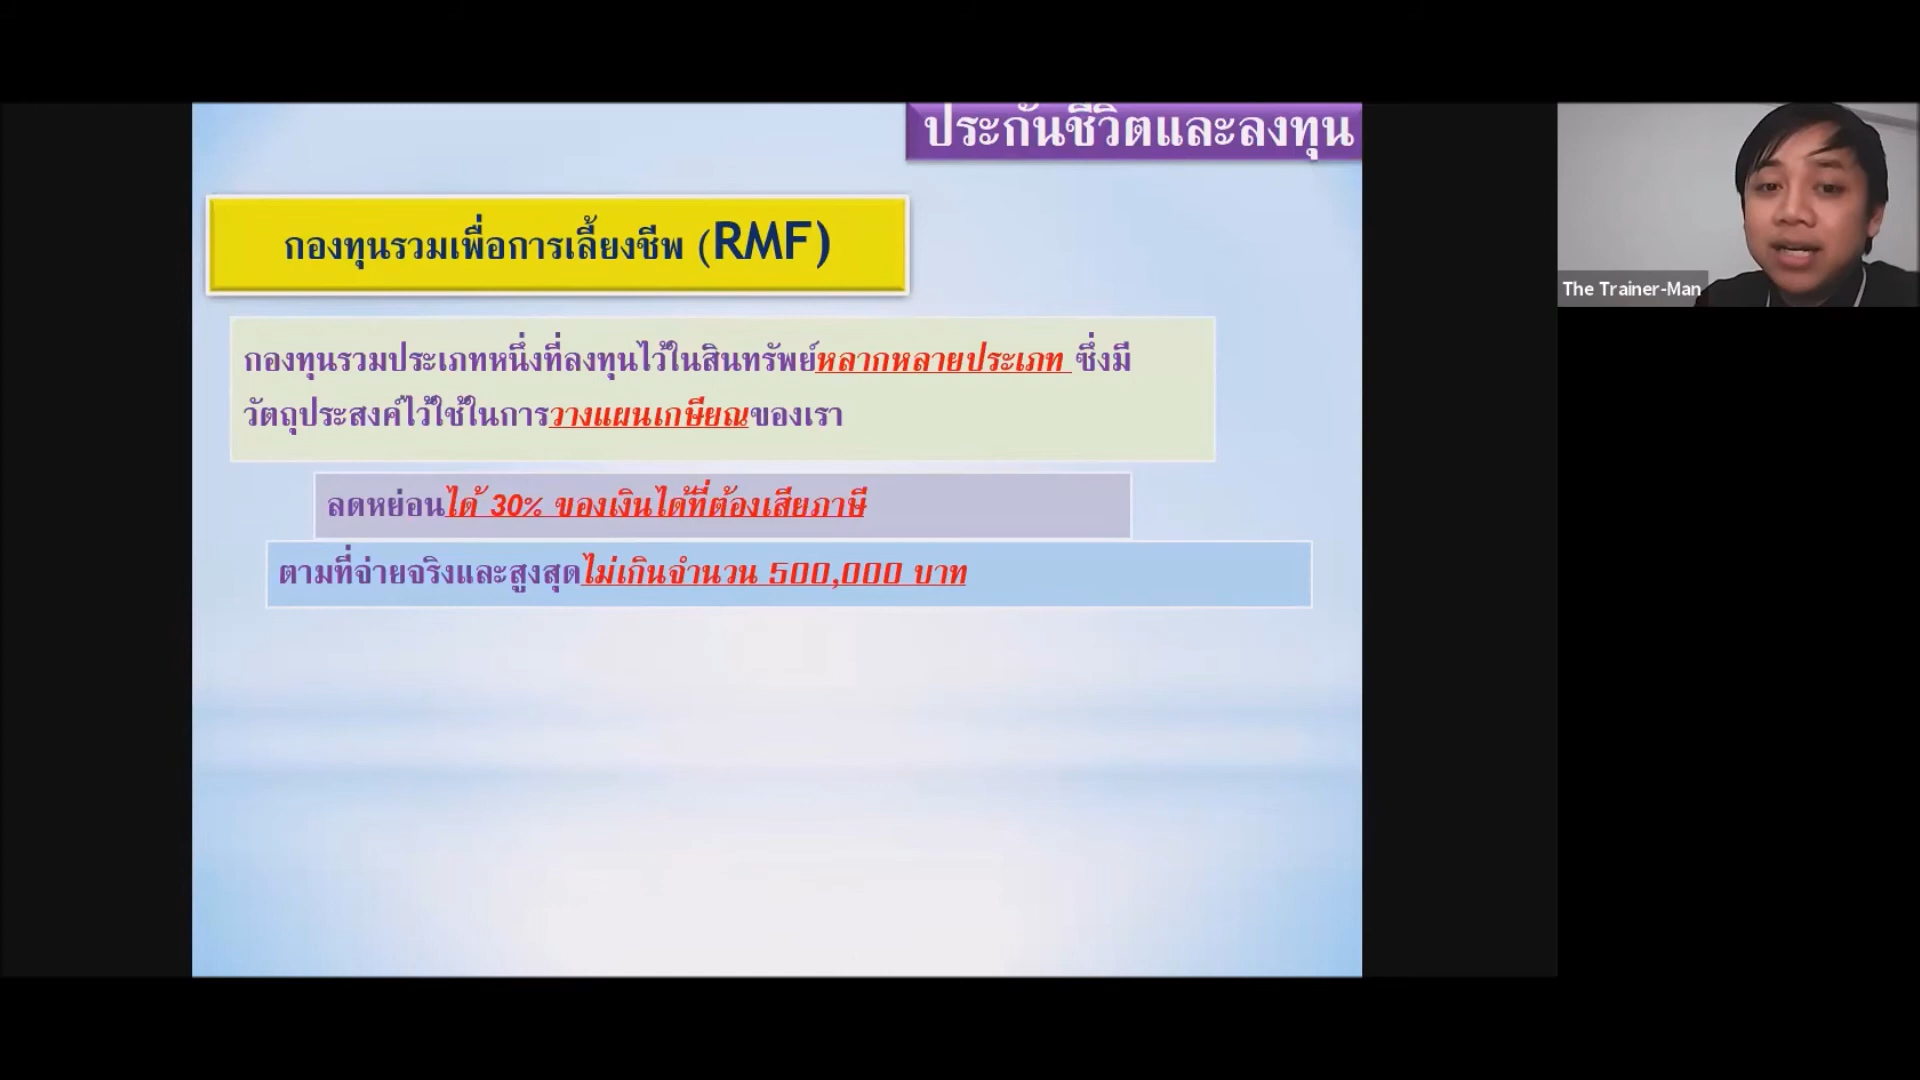 ประกันชีวิตและลงทุน
กองทุนรวมเพื่อการเลี้ยงชีพ (RMF)
กองทุนรวมประเภทหนึ่งที่ลงทุนไว้ในสินทรัพย์หลากหลายประเภท ซึ่งมี
วัตถุประสงค์ไว้ใช้ในการวางแผนเกษียณของเรา
ลดหย่อนได้ 30% ของเงินได้ที่ต้องเสียภาษี
ตามที่จ่ายจริงและสูงสุดไม่เกินจำนวน 500,000 บาท
The Trainer-Man